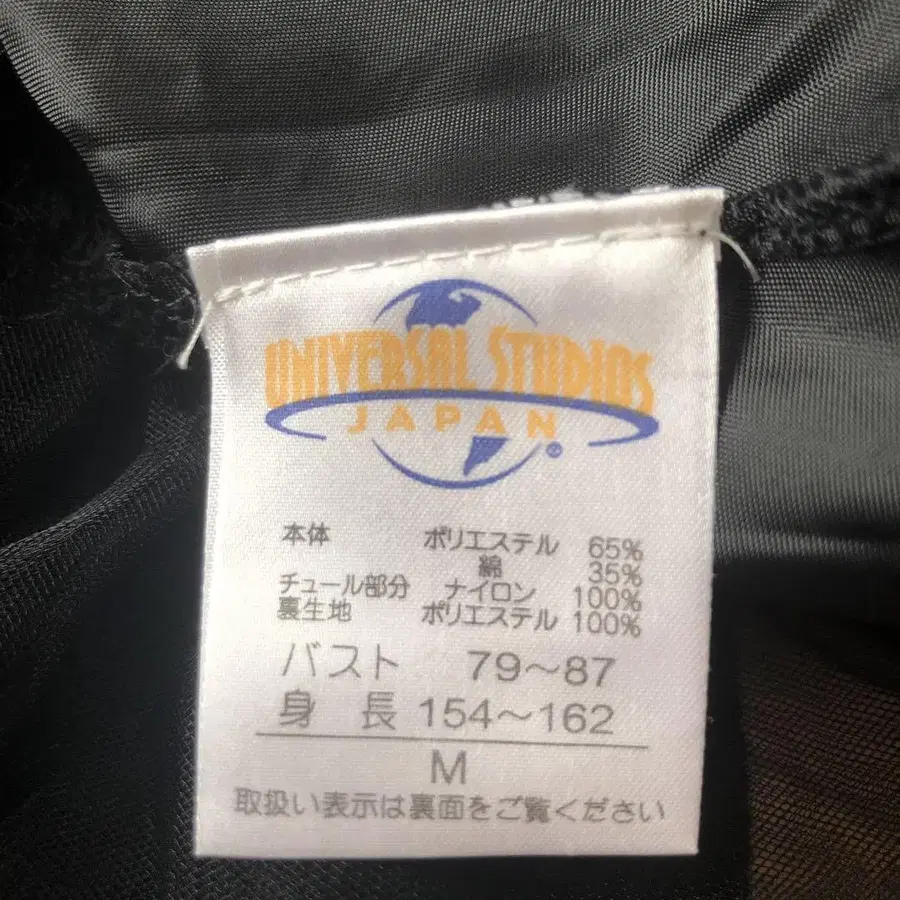 UNIVERSAL STUDIOS
JAPAN
®
本体 ポリエステル 65%
綿 35%
チュール部分 ナイロン 100%
裏生地 ポリエステル 100%
バスト 79〜87
身 長 154〜162
M
取扱い表示は裏面をご覧ください